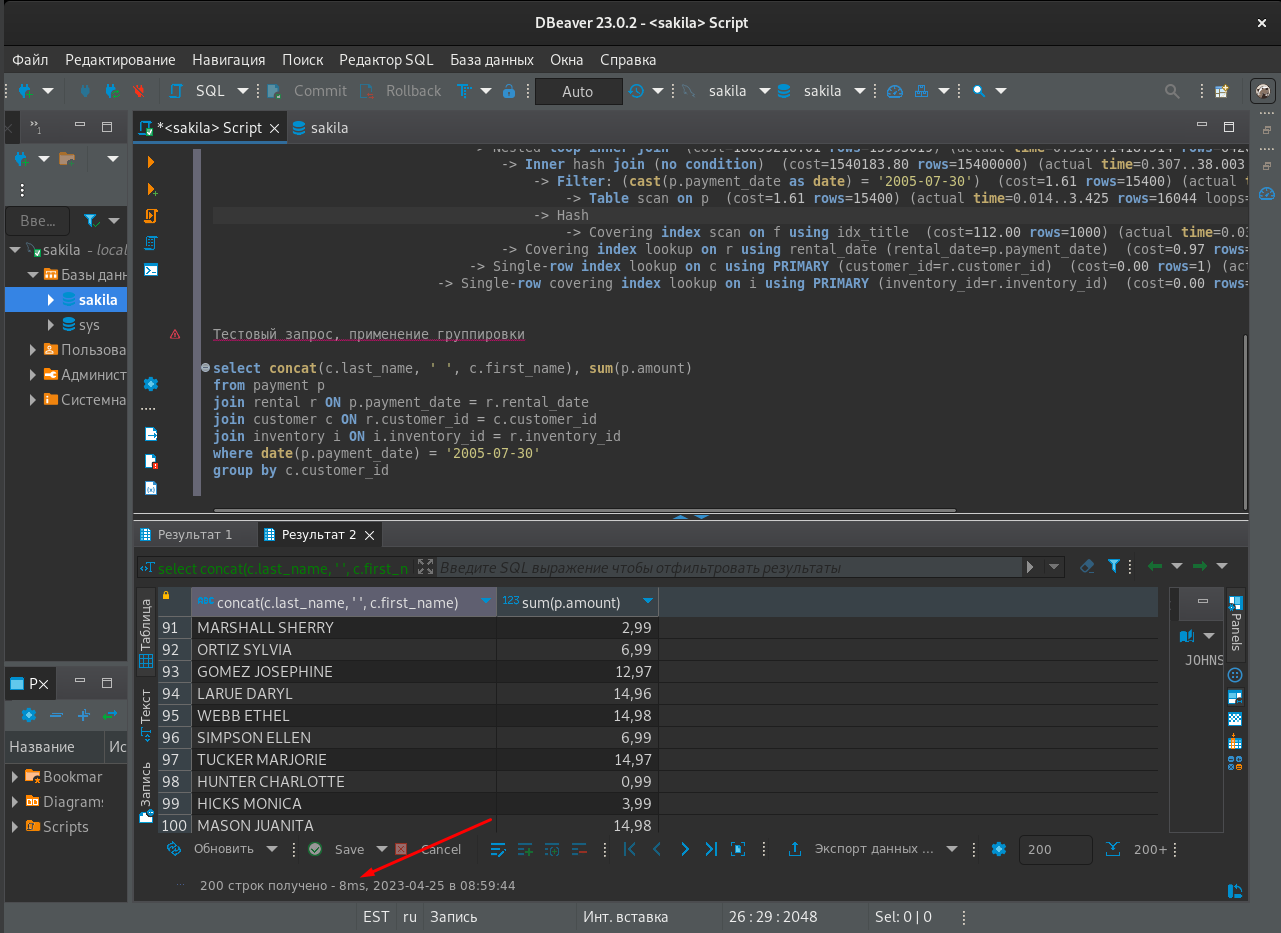 DBeaver 23.0.2 - <sakila> Script
Файл Редактирование Навигация Поиск Редактор SQL База данных Окна Справка
SQL Commit Rollback Auto sakila sakila
*<sakila> Script sakila
-> Inner hash join (no condition)  (cost=1540183.80 rows=15400000) (actual time=0.307..38.003
-> Filter: (cast(p.payment_date as date) = '2005-07-30')  (cost=1.61 rows=15400) (actual
-> Table scan on p  (cost=1.61 rows=15400) (actual time=0.014..3.425 rows=16044 loops=
-> Hash
-> Covering index scan on f using idx_title  (cost=112.00 rows=1000) (actual time=0.03
-> Covering index lookup on r using rental_date (rental_date=p.payment_date)  (cost=0.97 rows=
-> Single-row index lookup on c using PRIMARY (customer_id=r.customer_id)  (cost=0.00 rows=1) (act
-> Single-row covering index lookup on i using PRIMARY (inventory_id=r.inventory_id)  (cost=0.00 rows=
Тестовый запрос, применение группировки
select concat(c.last_name, ' ', c.first_name), sum(p.amount)
from payment p
join rental r ON p.payment_date = r.rental_date
join customer c ON r.customer_id = c.customer_id
join inventory i ON i.inventory_id = r.inventory_id
where date(p.payment_date) = '2005-07-30'
group by c.customer_id
Вве...
sakila - local
Базы данн
sakila
sys
Пользова
Админист
Системна
P
Название Ис
Bookmar
Diagrams
Scripts
Результат 1 Результат 2
select concat(c.last_name, ' ', c.first_n Введите SQL выражение чтобы отфильтровать результаты
Таблица
Текст
Запись
concat(c.last_name, ' ', c.first_name) 123 sum(p.amount)
91 MARSHALL SHERRY 2,99
92 ORTIZ SYLVIA 6,99
93 GOMEZ JOSEPHINE 12,97
94 LARUE DARYL 14,96
95 WEBB ETHEL 14,98
96 SIMPSON ELLEN 6,99
97 TUCKER MARJORIE 14,97
98 HUNTER CHARLOTTE 0,99
99 HICKS MONICA 3,99
100 MASON JUANITA 14,98
JOHNS
Panels
Обновить Save Cancel Экспорт данных ... 200 200+
200 строк получено - 8ms, 2023-04-25 в 08:59:44
EST ru Запись Инт. вставка 26 : 29 : 2048 Sel: 0 | 0